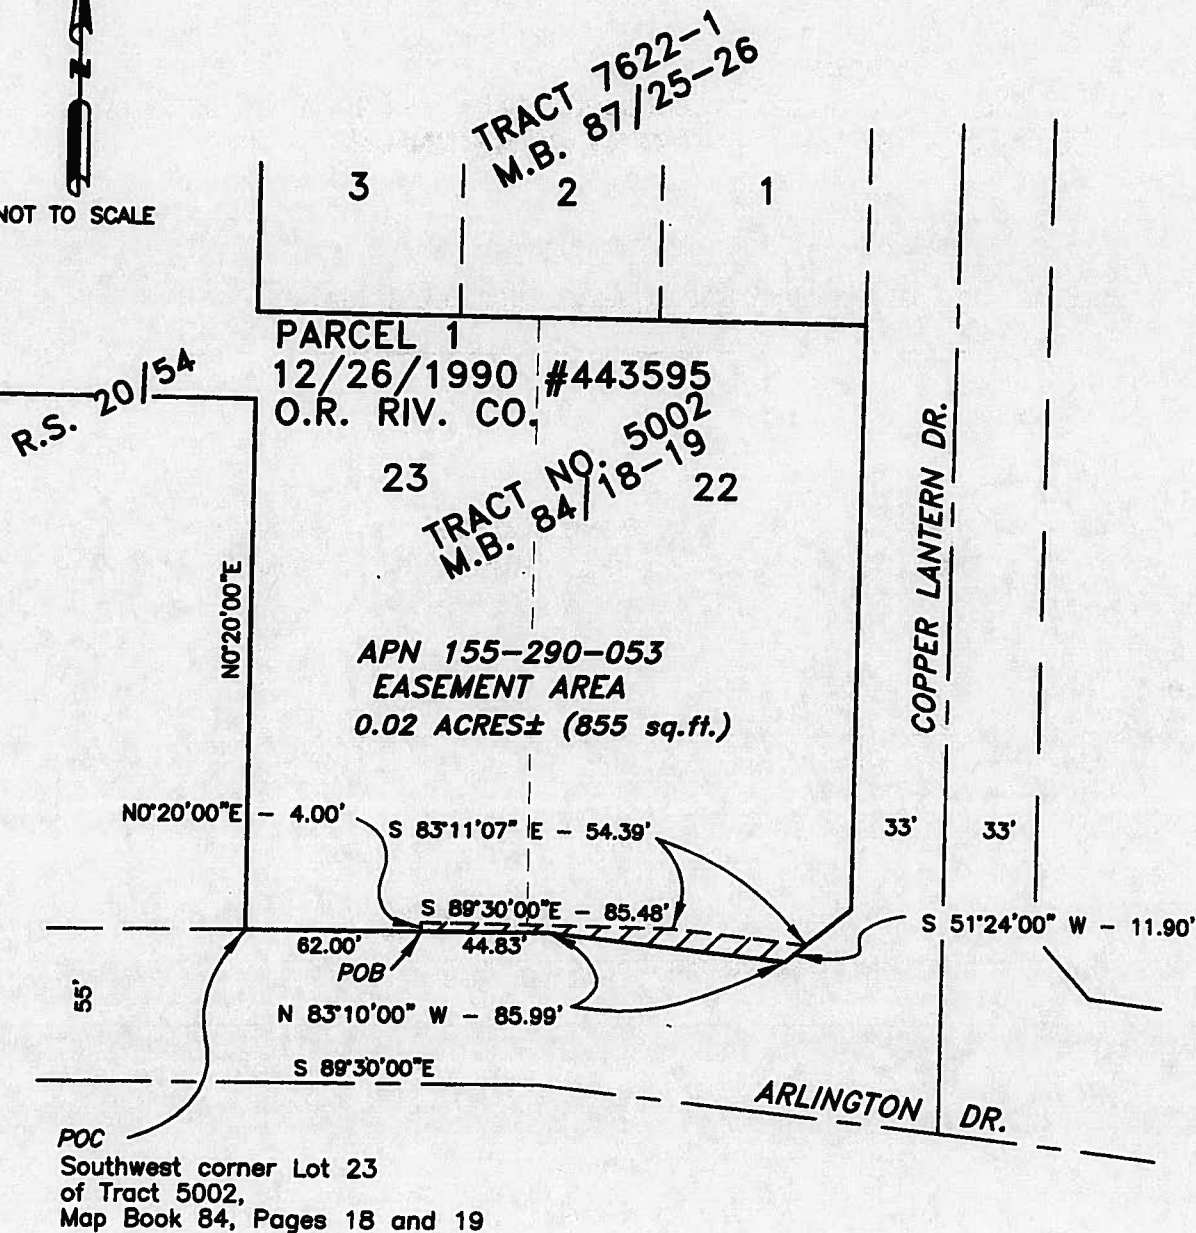 N
NOT TO SCALE
TRACT 7622-1
M.B. 87/25-26
3
2
1
PARCEL 1
12/26/1990 #443595
O.R. RIV. CO.
R.S. 20/54
23
TRACT NO. 5002
M.B. 84/18-19
22
COPPER LANTERN DR.
N0°20'00"E
APN 155-290-053
EASEMENT AREA
0.02 ACRES± (855 sq.ft.)
N0°20'00"E - 4.00'
S 83°11'07" E - 54.39'
33'
33'
S 89°30'00"E - 85.48'
S 51°24'00" W - 11.90'
62.00'
44.83'
POB
55'
N 83°10'00" W - 85.99'
S 89°30'00"E
ARLINGTON DR.
POC
Southwest corner Lot 23
of Tract 5002,
Map Book 84, Pages 18 and 19